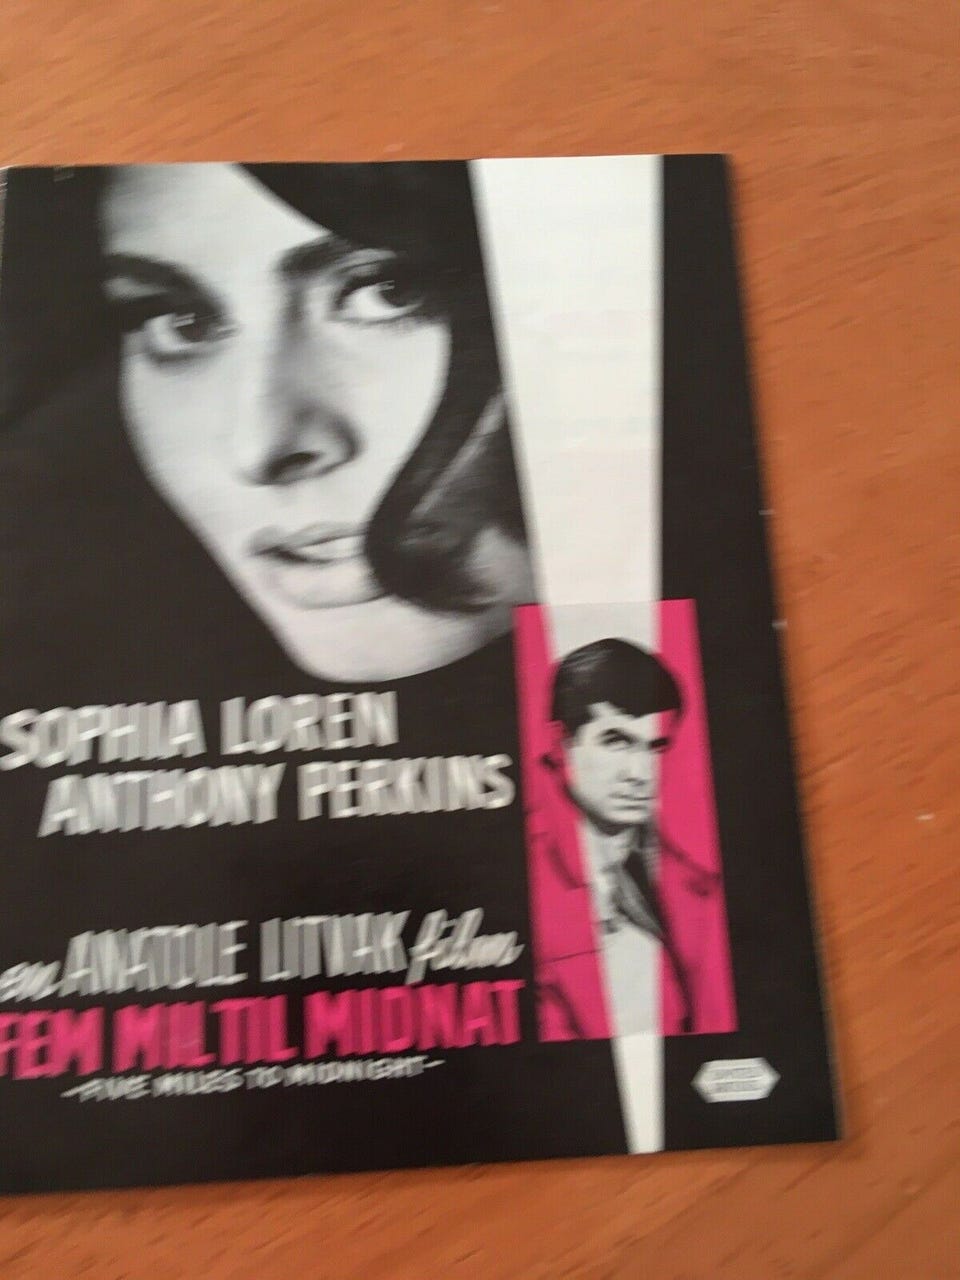 SOPHIA LOREN
ANTHONY PERKINS
en ANATOLE LITVAK film
FEM MIL TIL MIDNAT
-FIVE MILES TO MIDNIGHT-